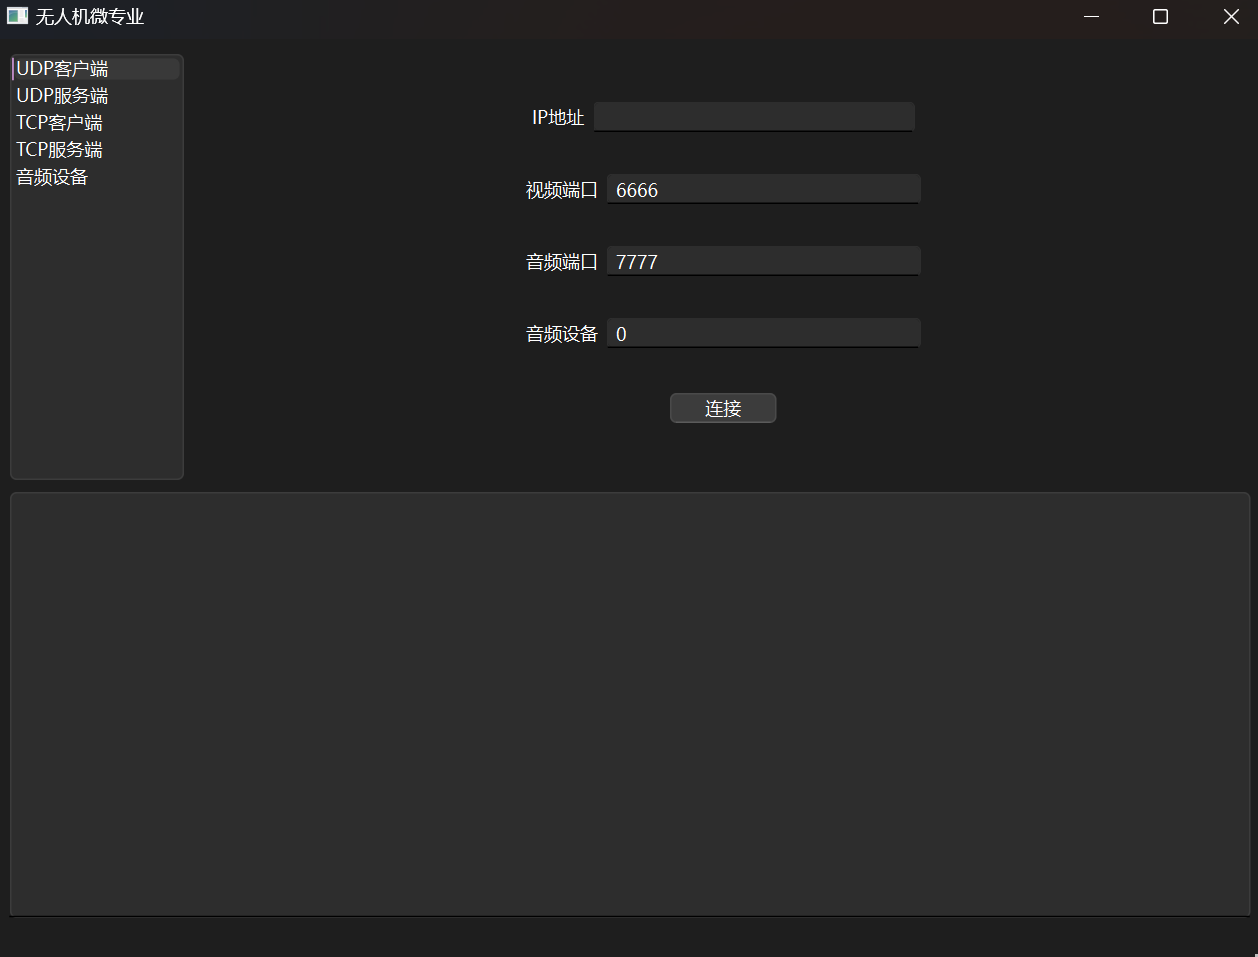 无人机微专业
UDP客户端
UDP服务端
TCP客户端
TCP服务端
音频设备
IP地址
视频端口 6666
音频端口 7777
音频设备 0
连接